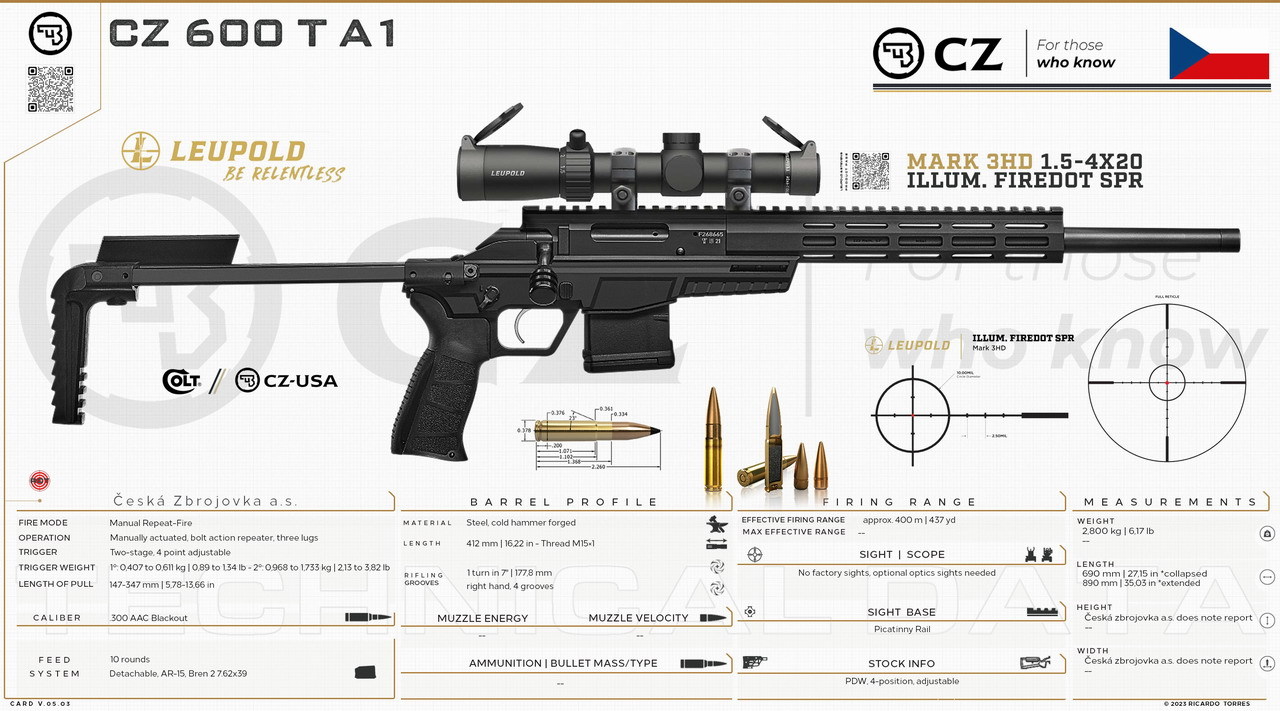 CZ 600 T A1
CZ
For those
who know
LEUPOLD
BE RELENTLESS
LEUPOLD
MARK 3HD 1.5-4X20
ILLUM. FIREDOT SPR
F268665
21
CZ
For those
who know
COLT
CZ-USA
FULL RETICLE
LEUPOLD
ILLUM. FIREDOT SPR
Mark 3HD
10.00MIL
2.50MIL
0.376
23°
0.361
0.334
0.378
.200
1.071
1.102
1.368
2.260
Česká Zbrojovka a.s.
FIRE MODE Manual Repeat-Fire
OPERATION Manually actuated, bolt action repeater, three lugs
TRIGGER Two-stage, 4 point adjustable
TRIGGER WEIGHT 1º: 0.407 to 0,611 kg | 0,89 to 1.34 lb - 2º: 0.968 to 1,733 kg | 2,13 to 3.82 lb
LENGTH OF PULL 147-347 mm | 5,78-13,66 in
CALIBER .300 AAC Blackout
FEED SYSTEM
10 rounds
Detachable, AR-15, Bren 2 7.62x39
BARREL PROFILE
MATERIAL Steel, cold hammer forged
LENGTH 412 mm | 16,22 in - Thread M15×1
RIFLING GROOVES
1 turn in 7" | 177,8 mm
right hand, 4 grooves
MUZZLE ENERGY MUZZLE VELOCITY
-- --
AMMUNITION | BULLET MASS/TYPE
--
FIRING RANGE
EFFECTIVE FIRING RANGE approx. 400 m | 437 yd
MAX EFFECTIVE RANGE --
SIGHT | SCOPE
No factory sights, optional optics sights needed
SIGHT BASE
Picatinny Rail
STOCK INFO
PDW, 4-position, adjustable
MEASUREMENTS
WEIGHT
2,800 kg | 6,17 lb
--
LENGTH
690 mm | 27,15 in *collapsed
890 mm | 35,03 in *extended
HEIGHT
Česká zbrojovka a.s. does note report
--
WIDTH
Česká zbrojovka a.s. does note report
--
TECHNICAL DATA
CARD V.05.03
© 2023 RICARDO TORRES